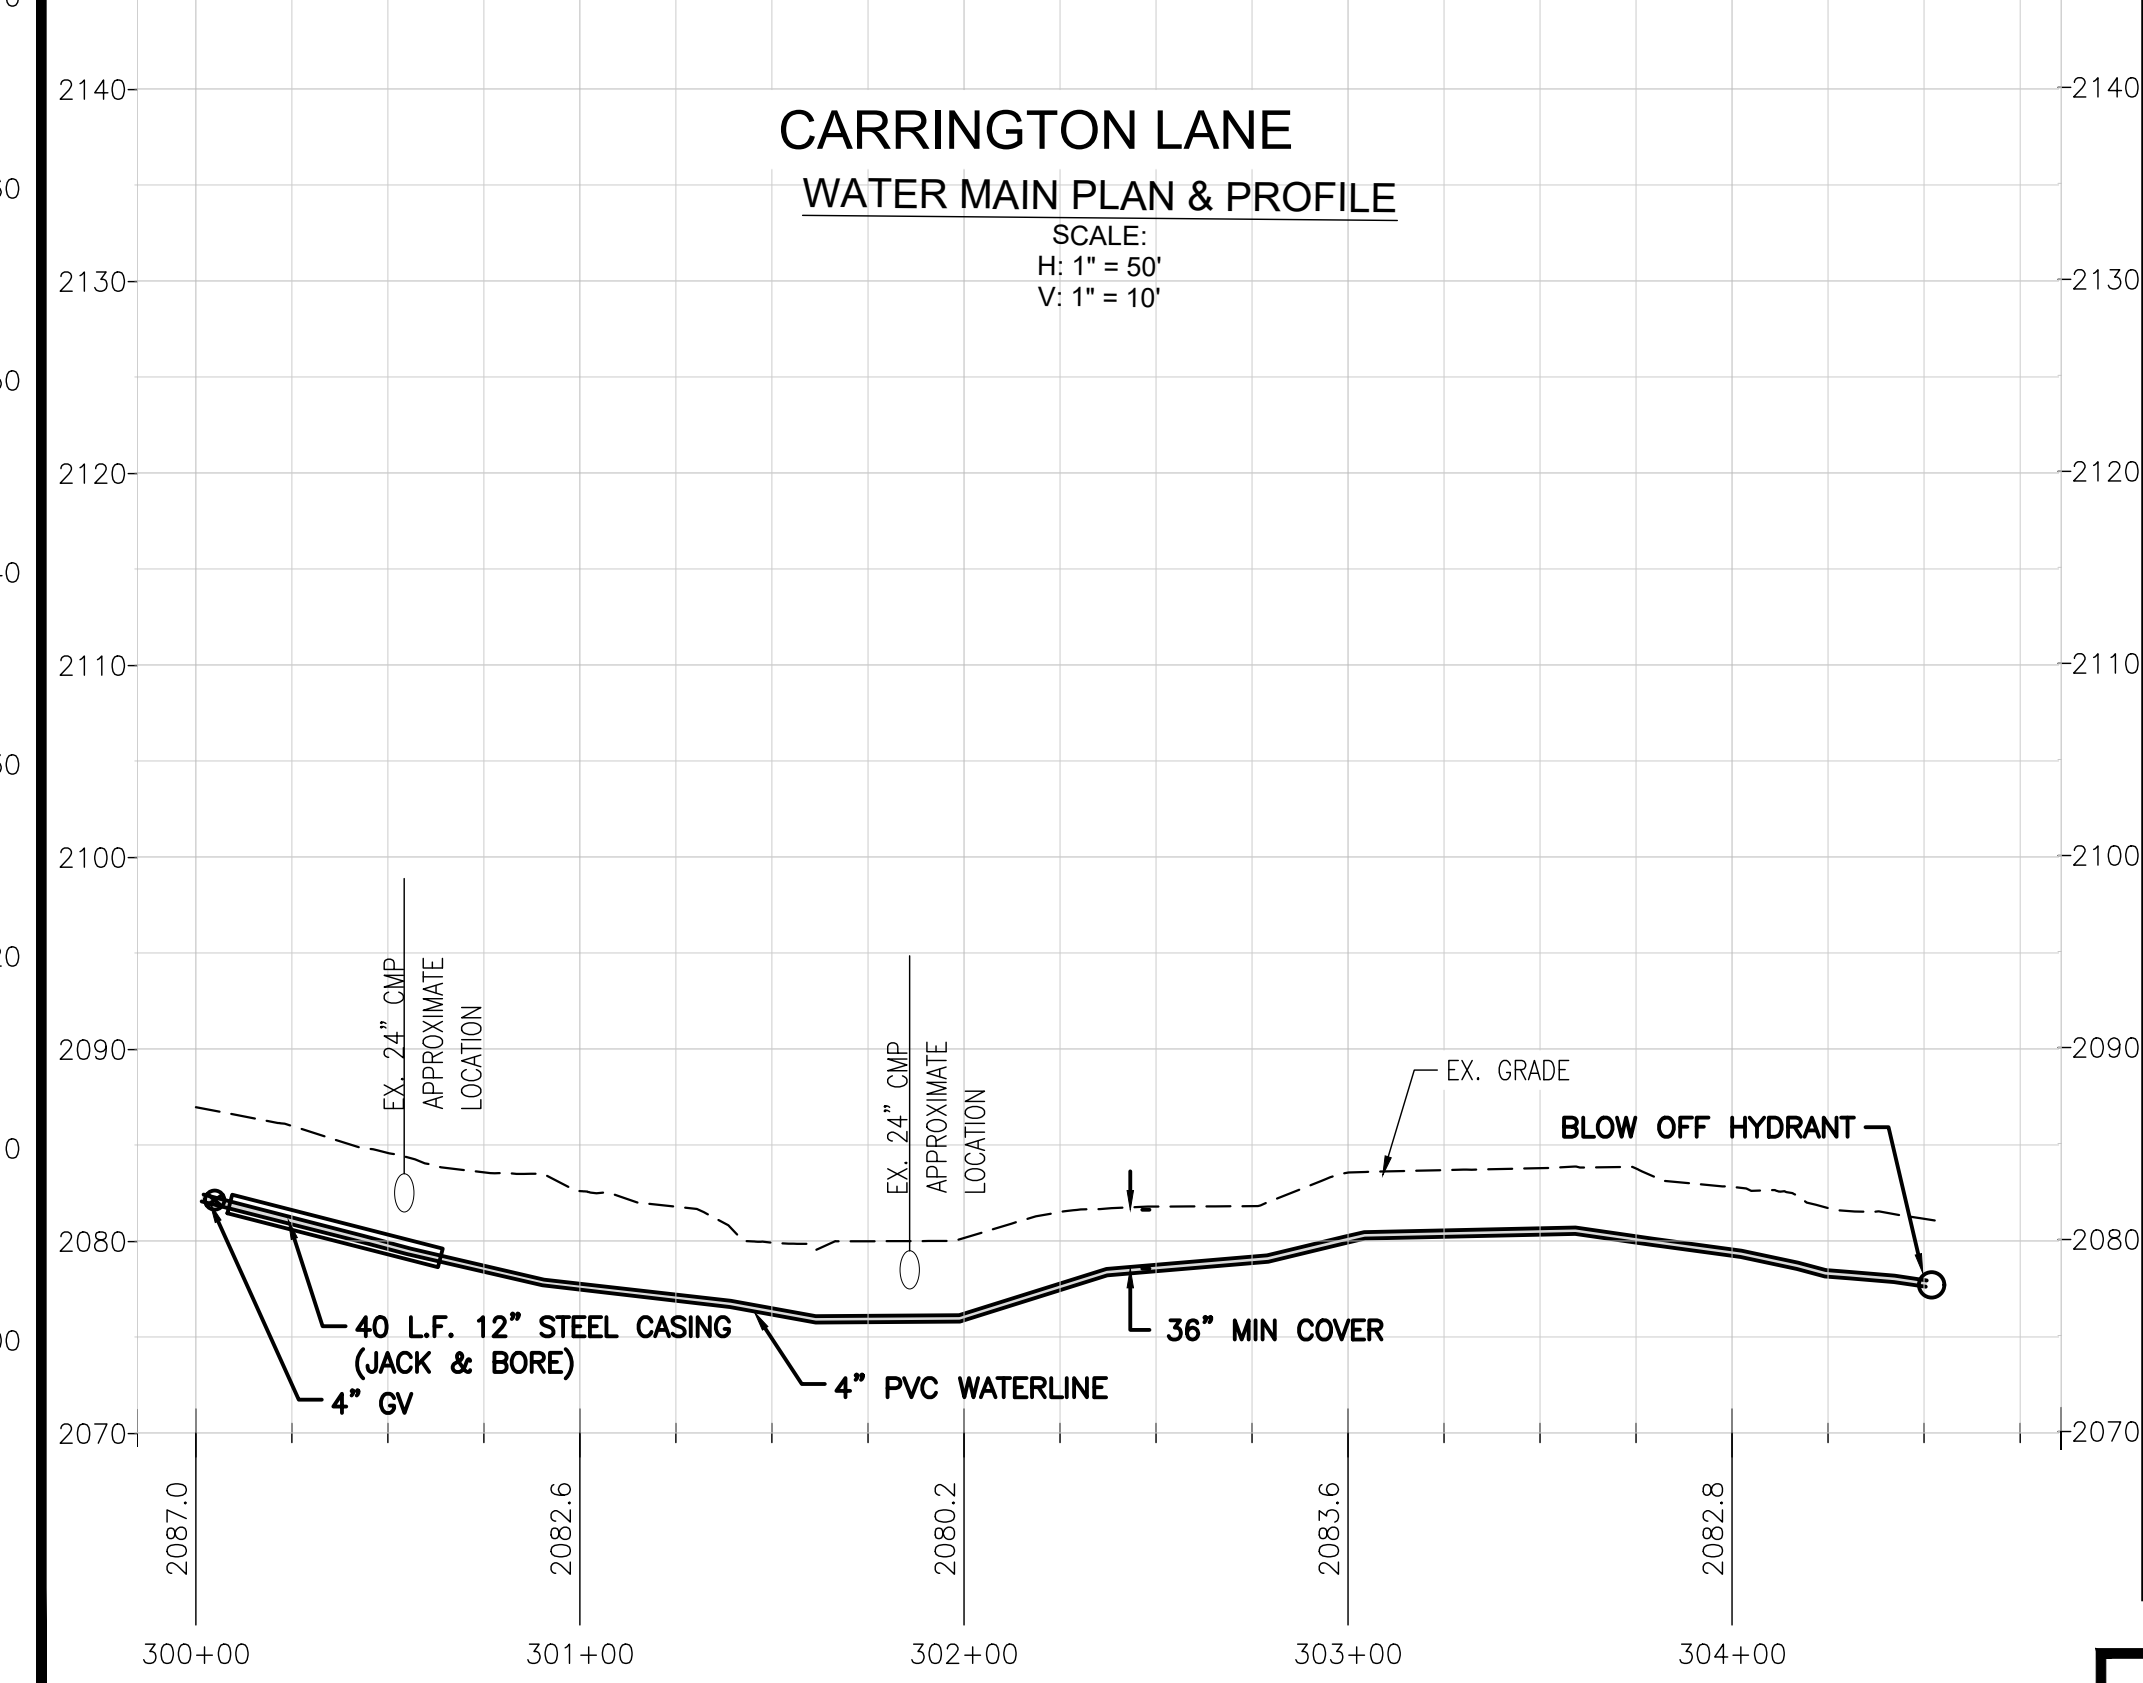 CARRINGTON LANE
WATER MAIN PLAN & PROFILE
SCALE:
H: 1" = 50'
V: 1" = 10'
2140
2130
2120
2110
2100
2090
2080
2070
2140
2130
2120
2110
2100
2090
2080
2070
EX. 24" CMP
APPROXIMATE
LOCATION
EX. 24" CMP
APPROXIMATE
LOCATION
EX. GRADE
BLOW OFF HYDRANT
40 L.F. 12" STEEL CASING
(JACK & BORE)
4" GV
4" PVC WATERLINE
36" MIN COVER
2087.0
2082.6
2080.2
2083.6
2082.8
300+00
301+00
302+00
303+00
304+00